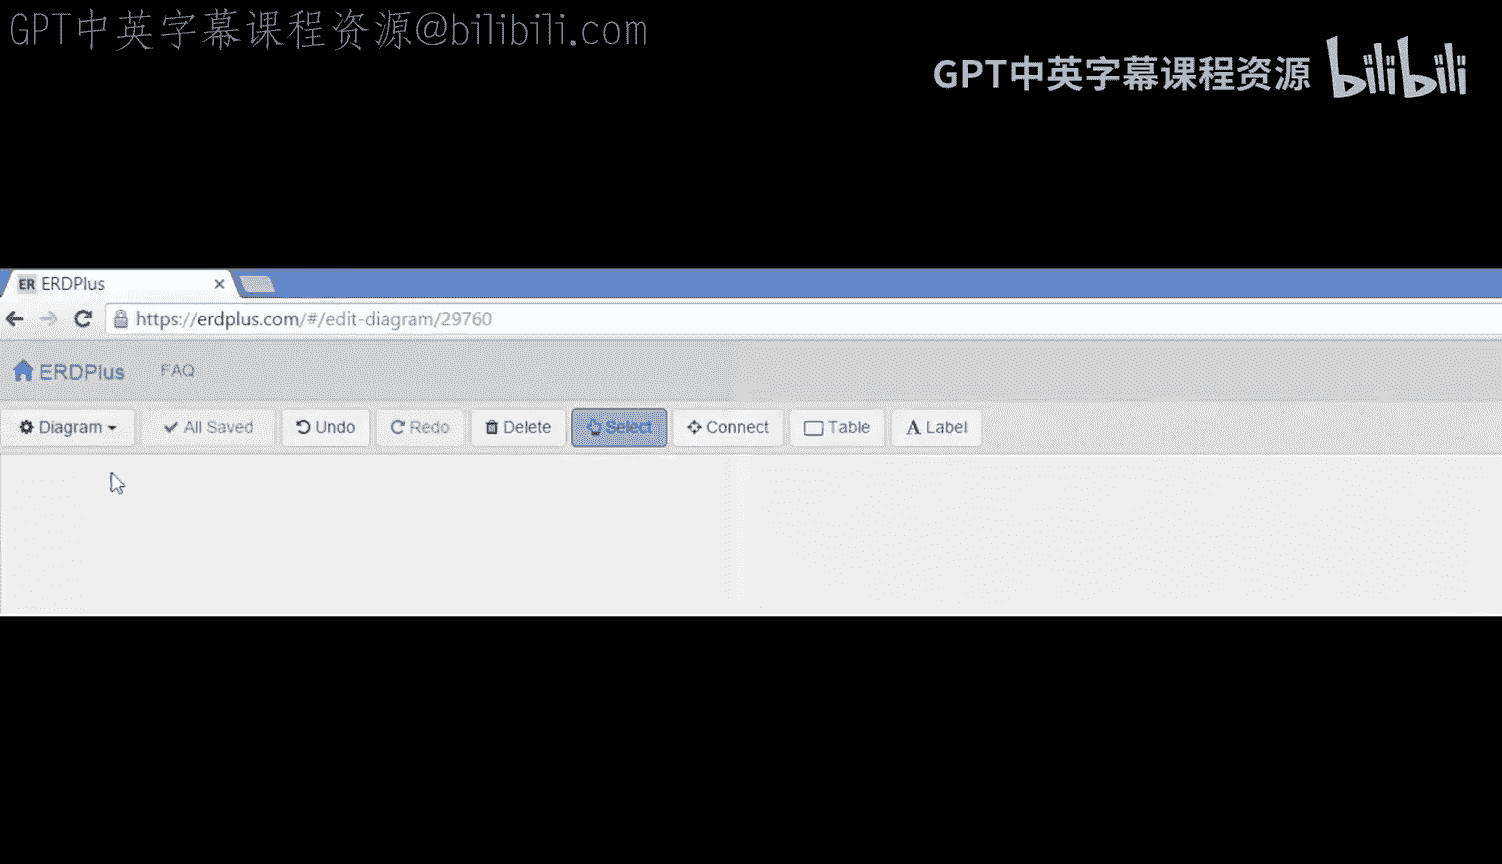 GPT中英字幕课程资源@bilibili.com
GPT中英字幕课程资源 bilibili
ER ERDPlus
https://erdplus.com/#/edit-diagram/29760
ERDPlus FAQ
Diagram All Saved Undo Redo Delete Select Connect Table A Label